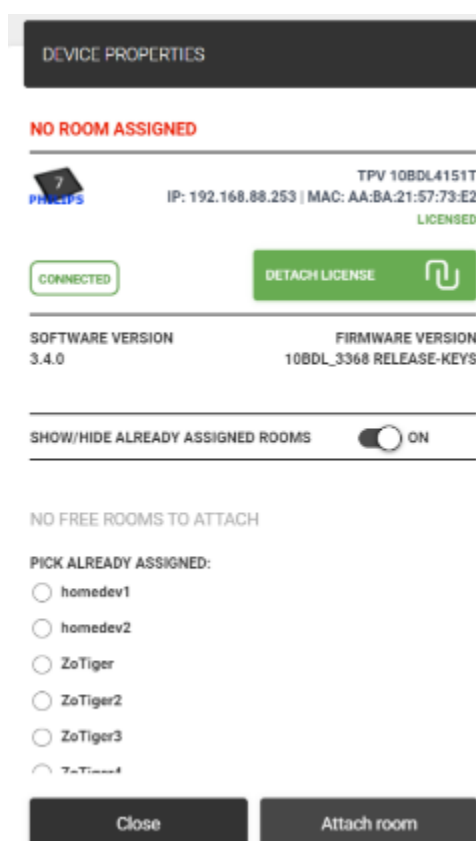 DEVICE PROPERTIES
NO ROOM ASSIGNED
7
PHILIPS
TPV 10BDL4151T
IP: 192.168.88.253 | MAC: AA:BA:21:57:73:E2
LICENSED
CONNECTED
DETACH LICENSE
SOFTWARE VERSION
3.4.0
FIRMWARE VERSION
10BDL_3368 RELEASE-KEYS
SHOW/HIDE ALREADY ASSIGNED ROOMS ON
NO FREE ROOMS TO ATTACH
PICK ALREADY ASSIGNED:
homedev1
homedev2
ZoTiger
ZoTiger2
ZoTiger3
Close
Attach room